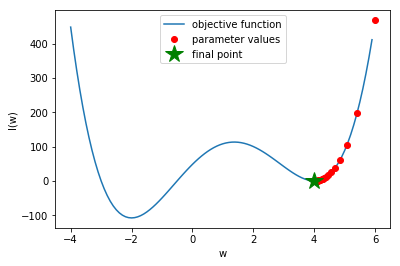 objective function
parameter values
final point
400
300
200
100
0
−100
l(w)
−4
−2
0
2
4
6
w